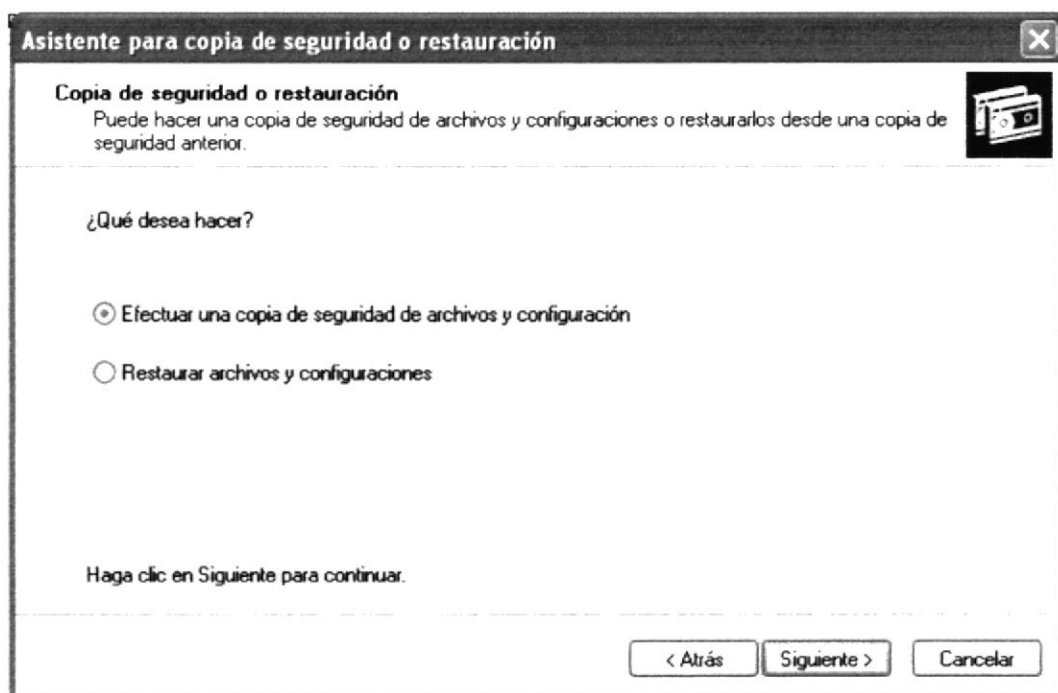 Asistente para copia de seguridad o restauración
Copia de seguridad o restauración
Puede hacer una copia de seguridad de archivos y configuraciones o restaurarlos desde una copia de
seguridad anterior.
¿Qué desea hacer?
Efectuar una copia de seguridad de archivos y configuración
Restaurar archivos y configuraciones
Haga clic en Siguiente para continuar.
< Atrás Siguiente > Cancelar